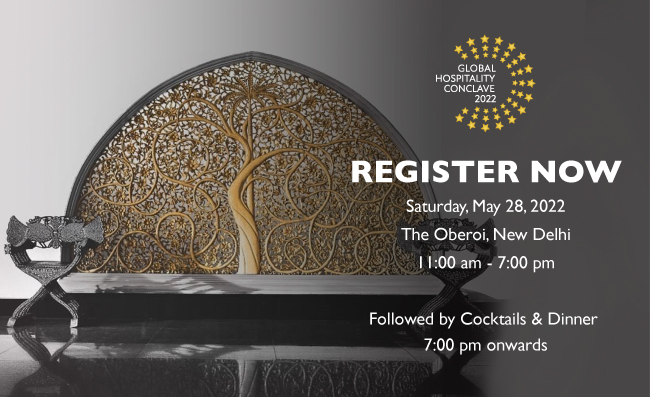 GLOBAL
HOSPITALITY
CONCLAVE
2022
REGISTER NOW
Saturday, May 28, 2022
The Oberoi, New Delhi
11:00 am - 7:00 pm
Followed by Cocktails & Dinner
7:00 pm onwards